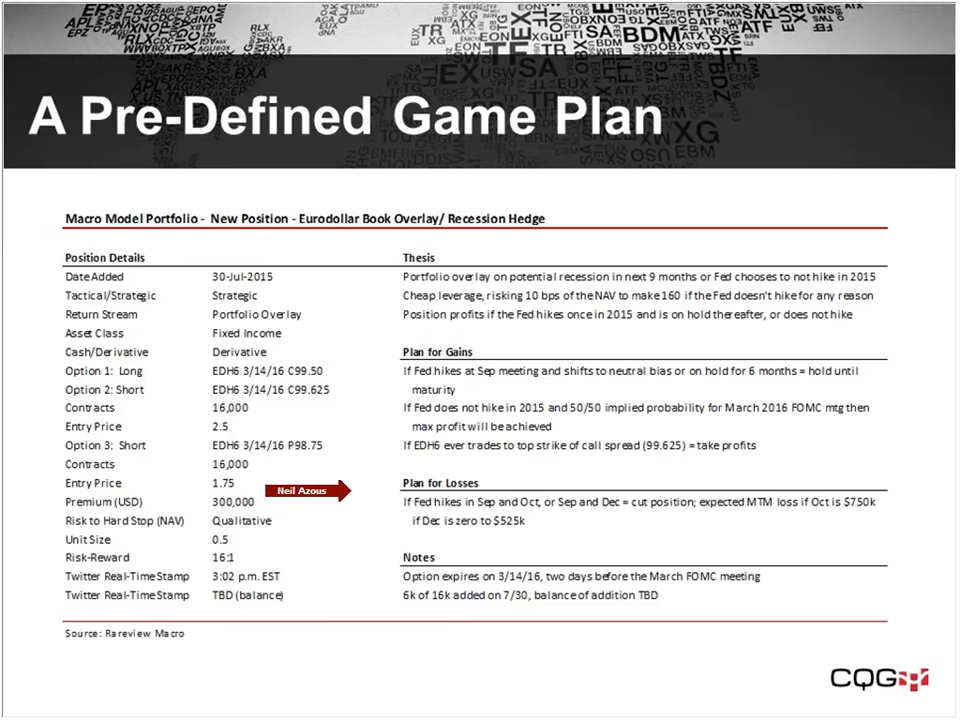 A Pre-Defined Game Plan
Macro Model Portfolio - New Position - Eurodollar Book Overlay/ Recession Hedge
Position Details
Date Added 30-Jul-2015
Tactical/Strategic Strategic
Return Stream Portfolio Overlay
Asset Class Fixed Income
Cash/Derivative Derivative
Option 1: Long EDH6 3/14/16 C99.50
Option 2: Short EDH6 3/14/16 C99.625
Contracts 16,000
Entry Price 2.5
Option 3: Short EDH6 3/14/16 P98.75
Contracts 16,000
Entry Price 1.75
Premium (USD) 300,000
Risk to Hard Stop (NAV) Qualitative
Unit Size 0.5
Risk-Reward 16:1
Twitter Real-Time Stamp 3:02 p.m. EST
Twitter Real-Time Stamp TBD (balance)
Neil Azous
Thesis
Portfolio overlay on potential recession in next 9 months or Fed chooses to not hike in 2015
Cheap leverage, risking 10 bps of the NAV to make 160 if the Fed doesn't hike for any reason
Position profits if the Fed hikes once in 2015 and is on hold thereafter, or does not hike
Plan for Gains
If Fed hikes at Sep meeting and shifts to neutral bias or on hold for 6 months = hold until
maturity
If Fed does not hike in 2015 and 50/50 implied probability for March 2016 FOMC mtg then
max profit will be achieved
If EDH6 ever trades to top strike of call spread (99.625) = take profits
Plan for Losses
If Fed hikes in Sep and Oct, or Sep and Dec = cut position; expected MTM loss if Oct is $750k
if Dec is zero to $525k
Notes
Option expires on 3/14/16, two days before the March FOMC meeting
6k of 16k added on 7/30, balance of addition TBD
Source: Rareview Macro
CQG